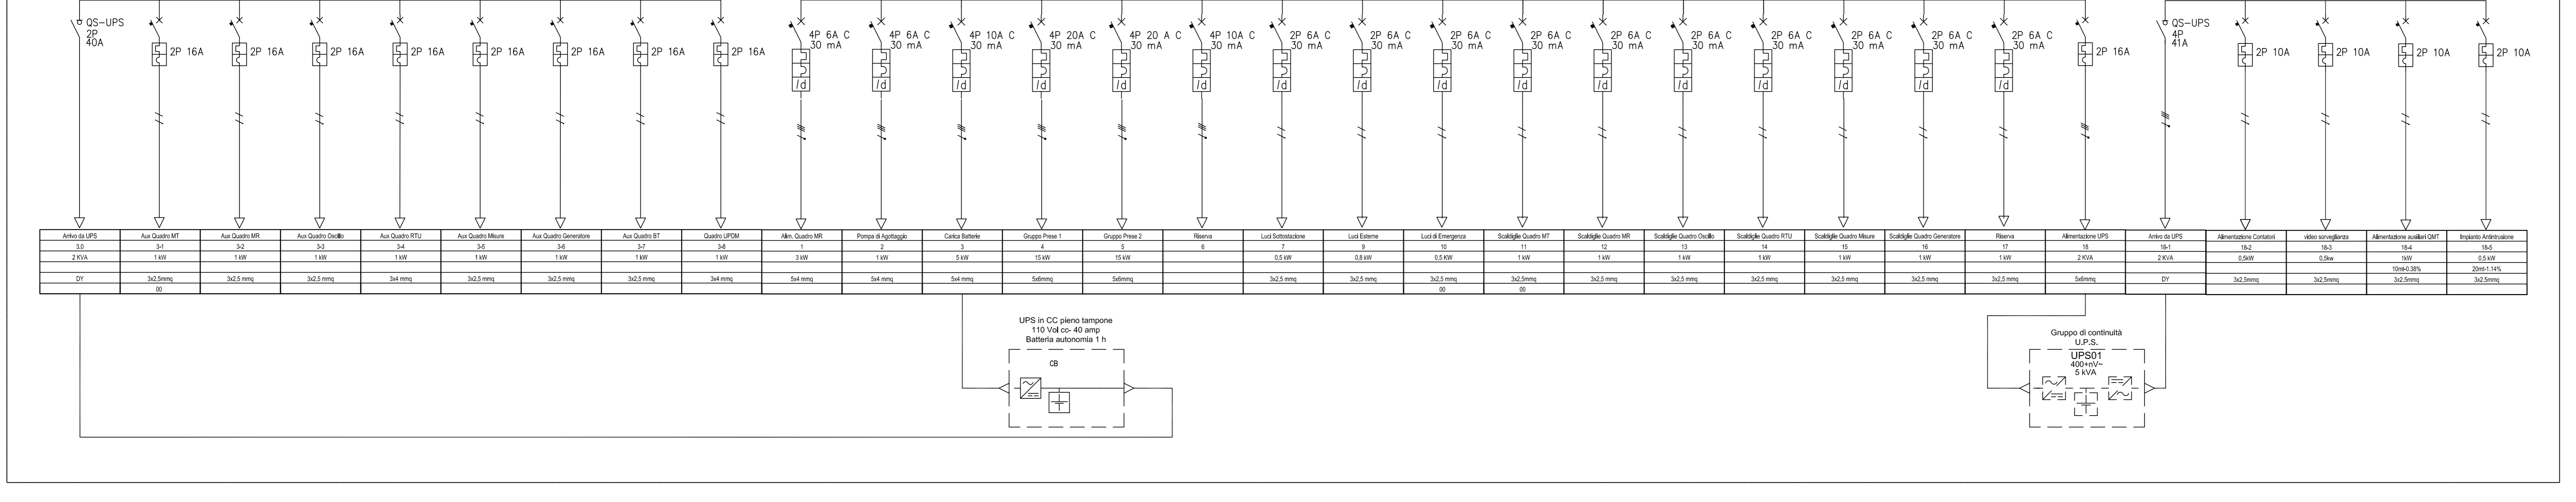 QS-UPS
2P
40A
2P 16A
2P 16A
2P 16A
2P 16A
2P 16A
2P 16A
2P 16A
2P 16A
4P 6A C
30 mA
Id
4P 6A C
30 mA
Id
4P 10A C
30 mA
Id
4P 20A C
30 mA
Id
4P 20 A C
30 mA
Id
4P 10A C
30 mA
Id
2P 6A C
30 mA
Id
2P 6A C
30 mA
Id
2P 6A C
30 mA
Id
2P 6A C
30 mA
Id
2P 6A C
30 mA
Id
2P 6A C
30 mA
Id
2P 6A C
30 mA
Id
2P 6A C
30 mA
Id
2P 6A C
30 mA
Id
2P 6A C
30 mA
Id
2P 16A
QS-UPS
4P
41A
2P 10A
2P 10A
2P 10A
2P 10A
Arrivo da UPS Aux Quadro MT Aux Quadro MR Aux Quadro Oscillo Aux Quadro RTU Aux Quadro Misure Aux Quadro Generatore Aux Quadro BT Quadro UPDM Alim. Quadro MR Pompa di Agottaggio Carica Batterie Gruppo Prese 1 Gruppo Prese 2 Riserva Luci Sottostazione Luci Esterne Luci di Emergenza Scaldiglie Quadro MT Scaldiglie Quadro MR Scaldiglie Quadro Oscillo Scaldiglie Quadro RTU Scaldiglie Quadro Misure Scaldiglie Quadro Generatore Riserva Alimentazione UPS Arrivo da UPS Alimentazione Contatori video sorveglianza Alimentazione ausiliari QMT Impianto Antintrusione
3.0 3-1 3-2 3-3 3-4 3-5 3-6 3-7 3-8 1 2 3 4 5 6 7 9 10 11 12 13 14 15 16 17 18 18-1 18-2 18-3 18-4 18-5
2 KVA 1 kW 1 kW 1 kW 1 kW 1 kW 1 kW 1 kW 1 kW 3 kW 1 kW 5 kW 15 kW 15 kW 0,5 kW 0,8 kW 0,5 KW 1 kW 1 kW 1 kW 1 kW 1 kW 1 kW 1 kW 2 KVA 2 KVA 0,5kW 0,5kw 1kW 0,5 kW
10mt-0.38% 20mt-1.14%
DY 3x2,5mmq 3x2,5 mmq 3x2,5 mmq 3x4 mmq 3x2,5 mmq 3x2,5 mmq 3x2,5 mmq 3x4 mmq 5x4 mmq 5x4 mmq 5x4 mmq 5x6mmq 5x6mmq 3x2,5 mmq 3x2,5 mmq 3x2,5 mmq 3x2,5mmq 3x2,5 mmq 3x2,5 mmq 3x2,5 mmq 3x2,5 mmq 3x2,5 mmq 3x2,5 mmq 5x6mmq DY 3x2,5mmq 3x2,5mmq 3x2.5mmq 3x2.5mmq
00 00 00
UPS in CC pieno tampone
110 Vol cc- 40 amp
Batteria autonomia 1 h
CB
Gruppo di continuità
U.P.S.
UPS01
400+nV~
5 kVA